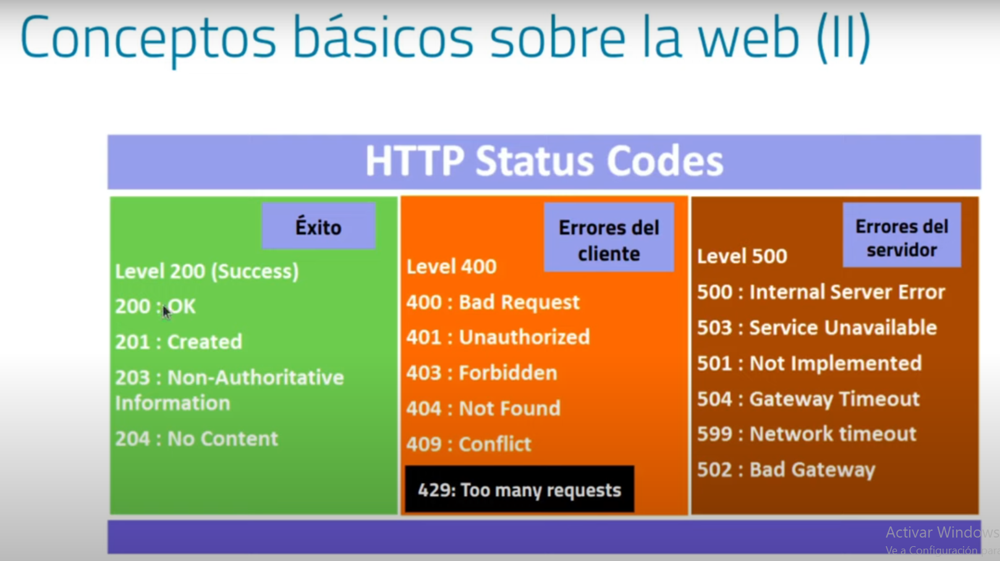 Conceptos básicos sobre la web (II)
HTTP Status Codes
Éxito
Level 200 (Success)
200 : OK
201 : Created
203 : Non-Authoritative
Information
204 : No Content
Errores del
cliente
Level 400
400 : Bad Request
401 : Unauthorized
403 : Forbidden
404 : Not Found
409 : Conflict
429: Too many requests
Errores del
servidor
Level 500
500 : Internal Server Error
503 : Service Unavailable
501 : Not Implemented
504 : Gateway Timeout
599 : Network timeout
502 : Bad Gateway
Activar Windows
Ve a Configuración para